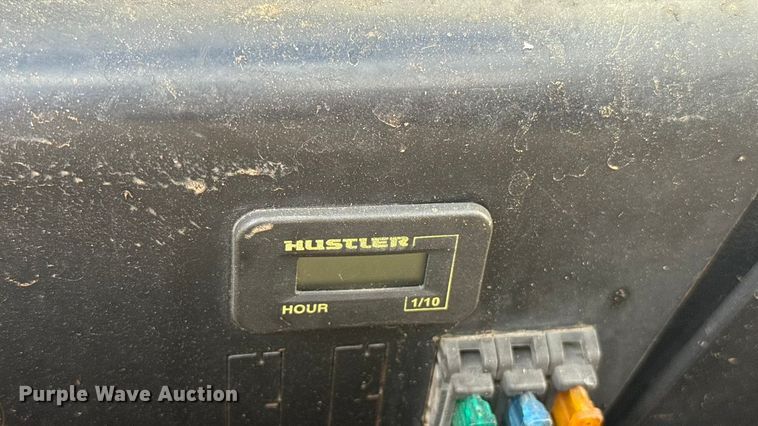 HUSTLER
HOUR 1/10
Purple Wave Auction